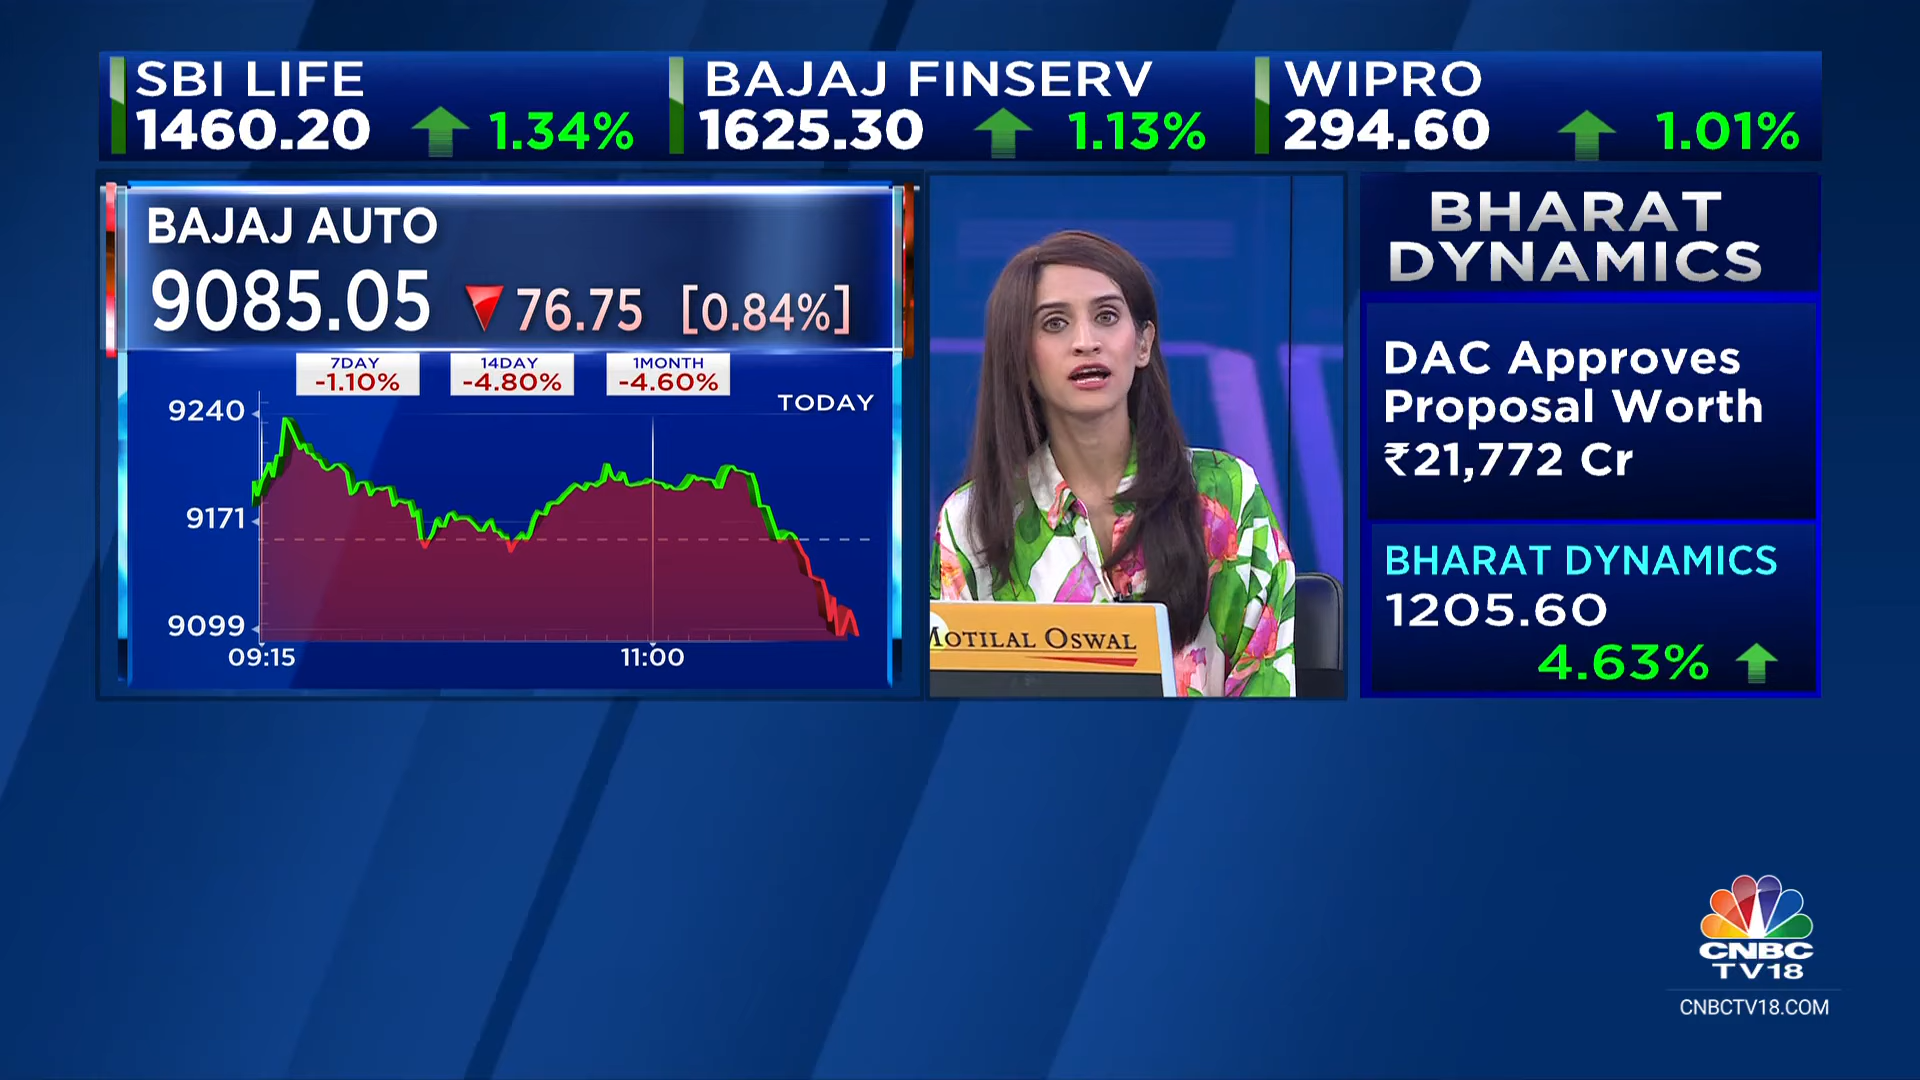 SBI LIFE
1460.20 1.34%
BAJAJ FINSERV
1625.30 1.13%
WIPRO
294.60 1.01%
BAJAJ AUTO
9085.05 76.75 [0.84%]
7DAY
-1.10%
14DAY
-4.80%
1MONTH
-4.60%
TODAY
9240
9171
9099
09:15 11:00
MOTILAL OSWAL
BHARAT
DYNAMICS
DAC Approves
Proposal Worth
₹21,772 Cr
BHARAT DYNAMICS
1205.60
4.63%
CNBC
TV18
CNBCTV18.COM